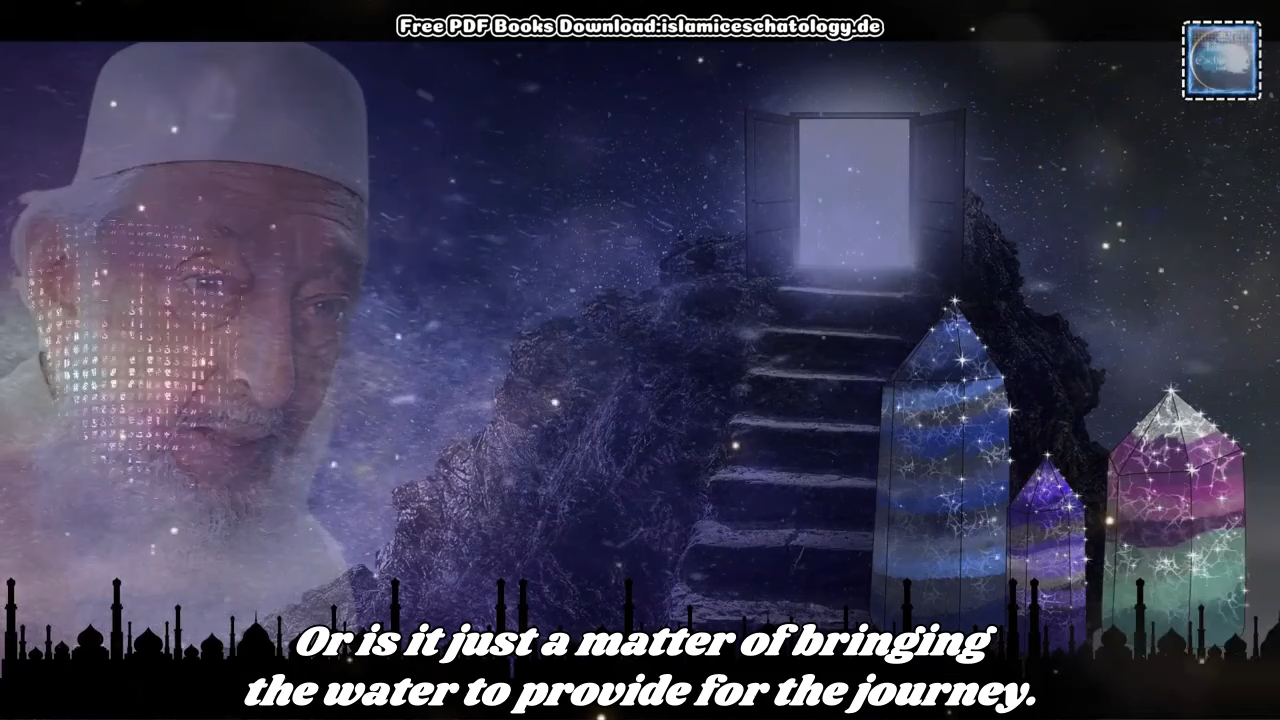 Free PDF Books Download:islamiceschatology.de
Or is it just a matter of bringing
the water to provide for the journey.